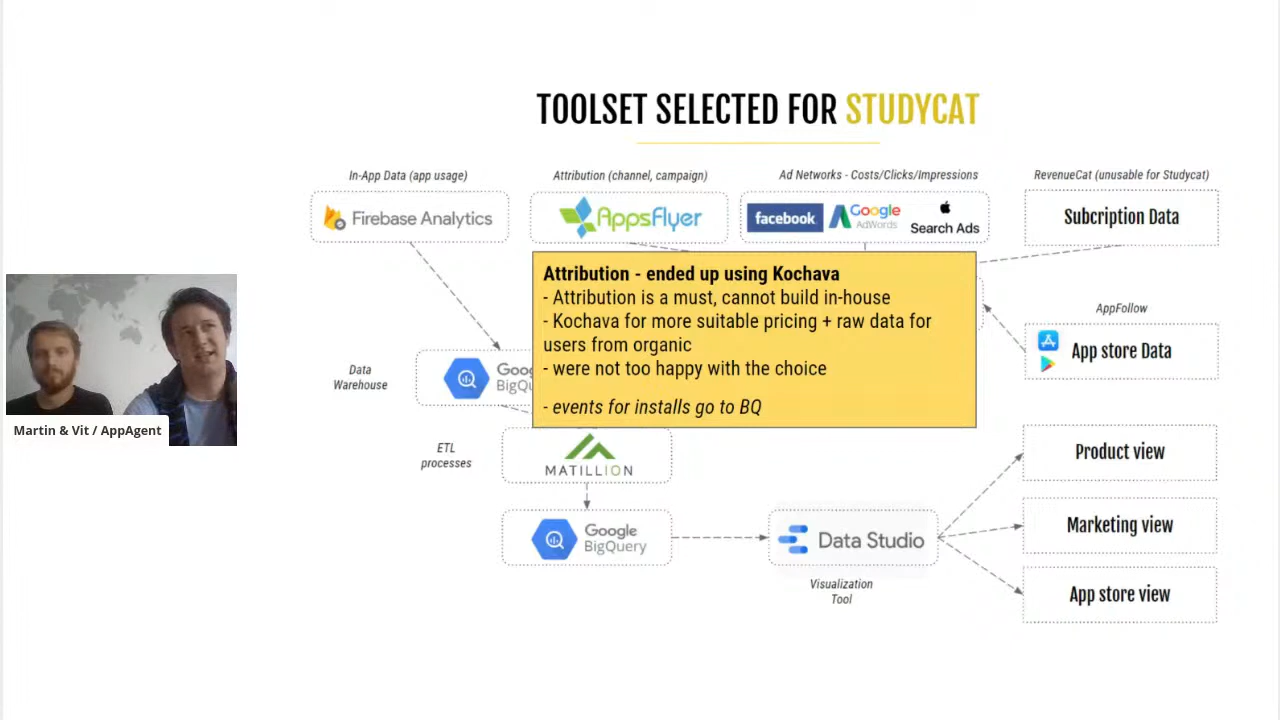 TOOLSET SELECTED FOR STUDYCAT
In-App Data (app usage)
Attribution (channel, campaign)
Ad Networks - Costs/Clicks/Impressions
RevenueCat (unusable for Studycat)
Firebase Analytics
AppsFlyer
facebook
Google
AdWords
Search Ads
Subcription Data
Attribution - ended up using Kochava
- Attribution is a must, cannot build in-house
- Kochava for more suitable pricing + raw data for
users from organic
- were not too happy with the choice
- events for installs go to BQ
AppFollow
App store Data
Data
Warehouse
ETL
processes
MATILLION
Google
BigQuery
Data Studio
Visualization
Tool
Product view
Marketing view
App store view
Martin & Vit / AppAgent